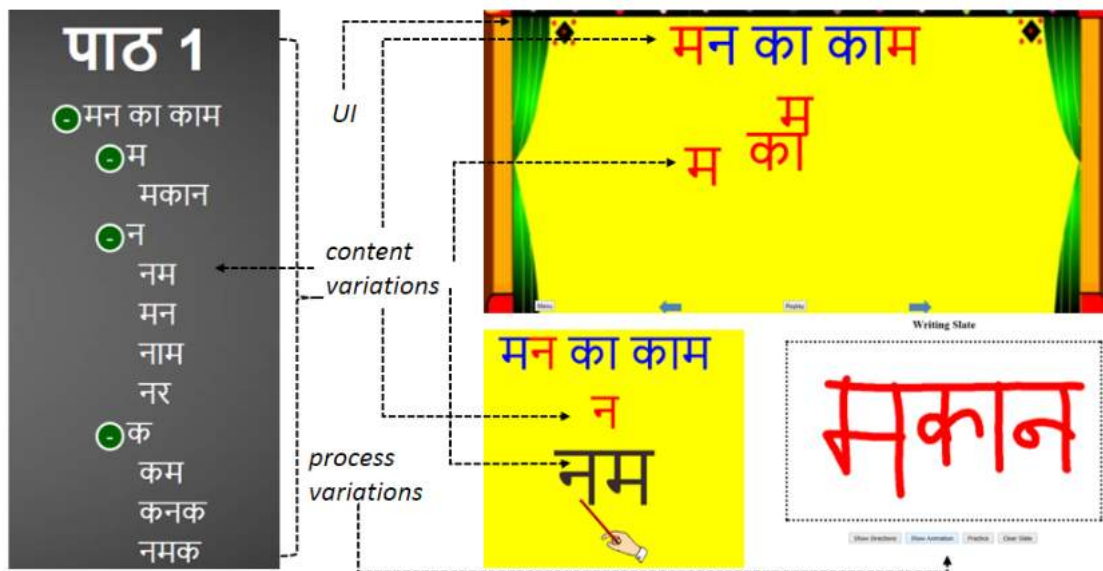 पाठ 1
- मन का काम
- म
मकान
- न
नम
मन
नाम
नर
- क
कम
कनक
नमक
UI
content
variations
process
variations
मन का काम
म
म का
Menu
Replay
मन का काम
न
नम
Writing Slate
मकान
Show Directions
Show Animation
Practice
Clear Slate